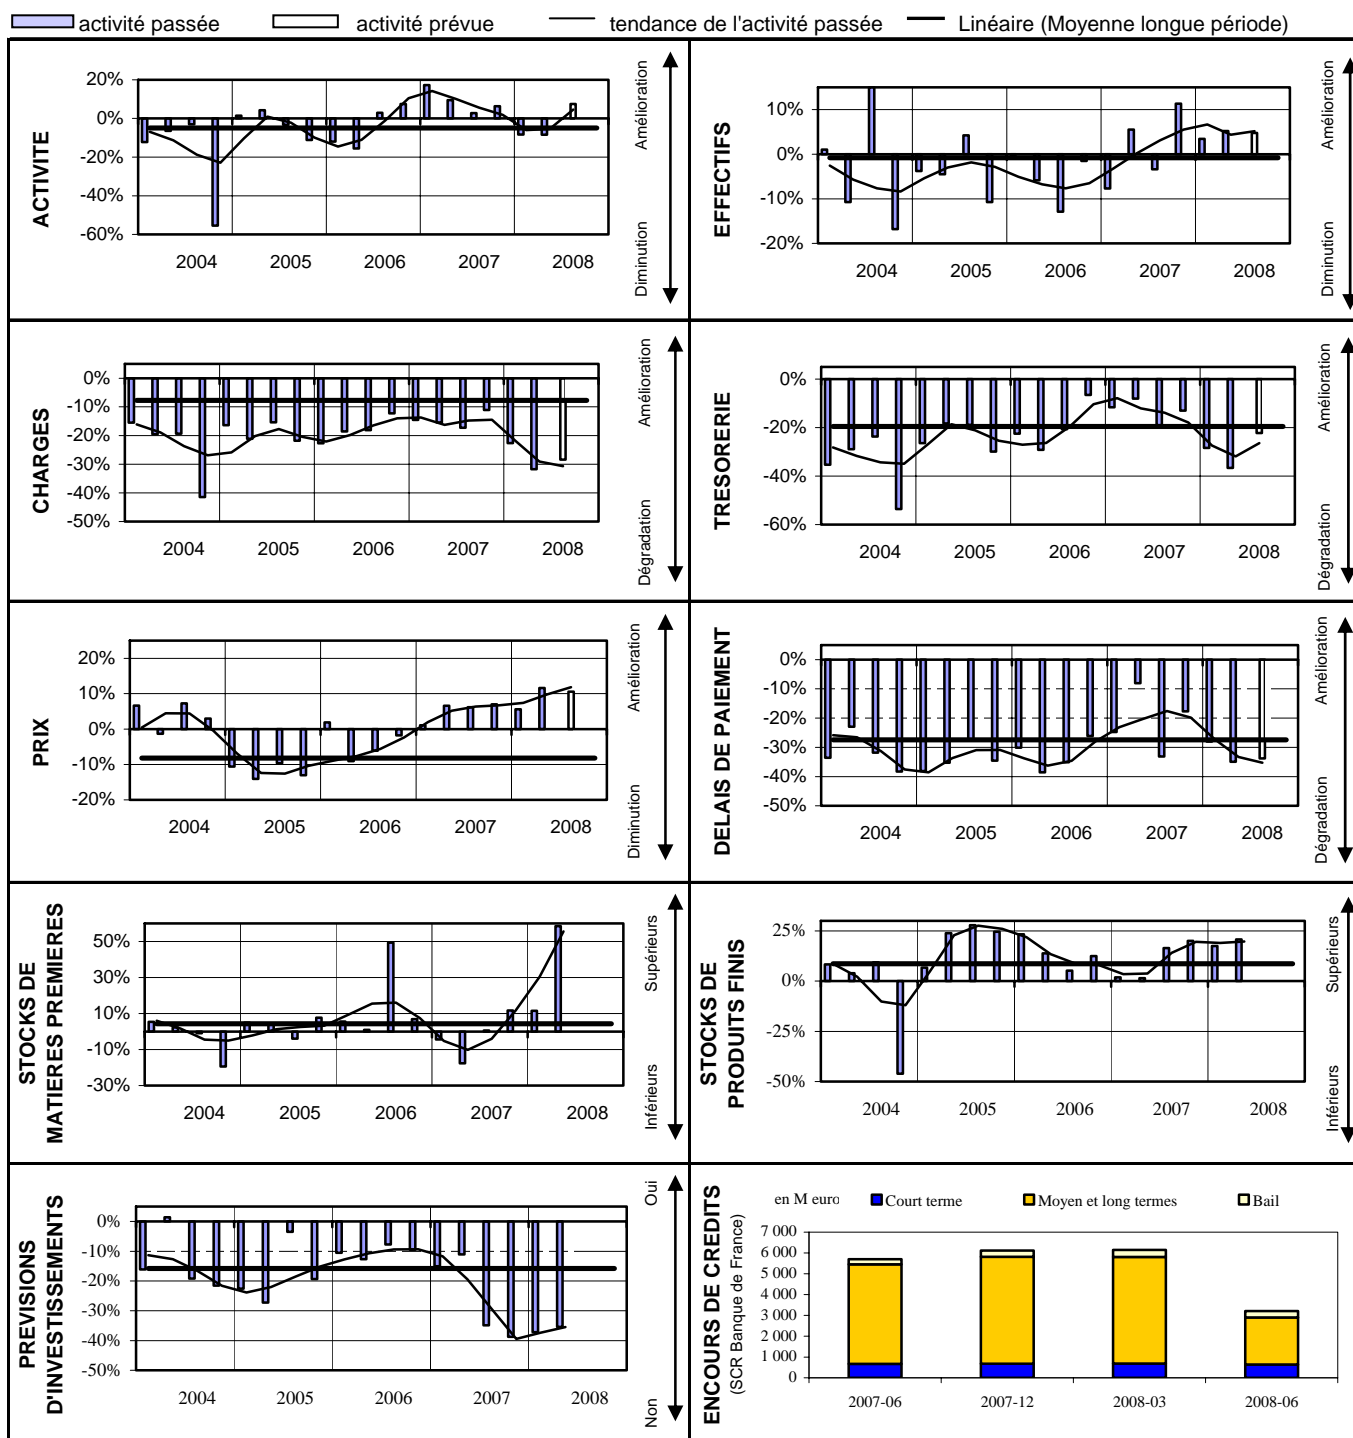 activité passée
activité prévue
tendance de l'activité passée
Linéaire (Moyenne longue période)
ACTIVITE
20%
0%
-20%
-40%
-60%
2004 2005 2006 2007 2008
Amélioration
Diminution
EFFECTIFS
10%
0%
-10%
-20%
2004 2005 2006 2007 2008
Amélioration
Diminution
CHARGES
0%
-10%
-20%
-30%
-40%
-50%
2004 2005 2006 2007 2008
Amélioration
Dégradation
TRESORERIE
0%
-20%
-40%
-60%
2004 2005 2006 2007 2008
Amélioration
Dégradation
PRIX
20%
10%
0%
-10%
-20%
2004 2005 2006 2007 2008
Amélioration
Diminution
DELAIS DE PAIEMENT
0%
-10%
-20%
-30%
-40%
-50%
2004 2005 2006 2007 2008
Amélioration
Dégradation
STOCKS DE
MATIERES PREMIERES
50%
30%
10%
-10%
-30%
2004 2005 2006 2007 2008
Supérieurs
Inférieurs
STOCKS DE
PRODUITS FINIS
25%
0%
-25%
-50%
2004 2005 2006 2007 2008
Supérieurs
Inférieurs
PREVISIONS
D'INVESTISSEMENTS
0%
-10%
-20%
-30%
-40%
-50%
2004 2005 2006 2007 2008
Oui
Non
ENCOURS DE CREDITS
(SCR Banque de France)
en M euro
Court terme
Moyen et long termes
Bail
7 000
6 000
5 000
4 000
3 000
2 000
1 000
0
2007-06 2007-12 2008-03 2008-06